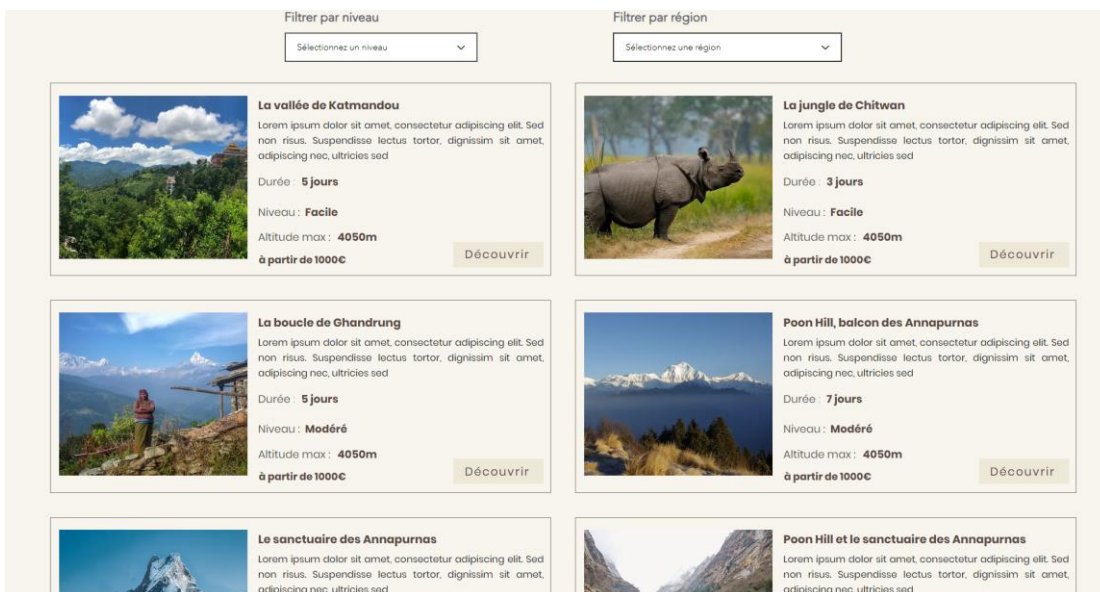 Filtrer par niveau
Filtrer par région
Sélectionnez un niveau
Sélectionnez une région
La vallée de Katmandou
Lorem ipsum dolor sit amet, consectetur adipiscing elit. Sed
non risus. Suspendisse lectus tortor, dignissim sit amet,
adipiscing nec, ultricies sed
Durée : 5 jours
Niveau : Facile
Altitude max : 4050m
à partir de 1000€
Découvrir
La jungle de Chitwan
Lorem ipsum dolor sit amet, consectetur adipiscing elit. Sed
non risus. Suspendisse lectus tortor, dignissim sit amet,
adipiscing nec, ultricies sed
Durée : 3 jours
Niveau : Facile
Altitude max : 4050m
à partir de 1000€
Découvrir
La boucle de Ghandrung
Lorem ipsum dolor sit amet, consectetur adipiscing elit. Sed
non risus. Suspendisse lectus tortor, dignissim sit amet,
adipiscing nec, ultricies sed
Durée : 5 jours
Niveau : Modéré
Altitude max : 4050m
à partir de 1000€
Découvrir
Poon Hill, balcon des Annapurnas
Lorem ipsum dolor sit amet, consectetur adipiscing elit. Sed
non risus. Suspendisse lectus tortor, dignissim sit amet,
adipiscing nec, ultricies sed
Durée : 7 jours
Niveau : Modéré
Altitude max : 4050m
à partir de 1000€
Découvrir
Le sanctuaire des Annapurnas
Lorem ipsum dolor sit amet, consectetur adipiscing elit. Sed
non risus. Suspendisse lectus tortor, dignissim sit amet,
adipiscing nec, ultricies sed
Poon Hill et le sanctuaire des Annapurnas
Lorem ipsum dolor sit amet, consectetur adipiscing elit. Sed
non risus. Suspendisse lectus tortor, dignissim sit amet,
adipiscing nec, ultricies sed